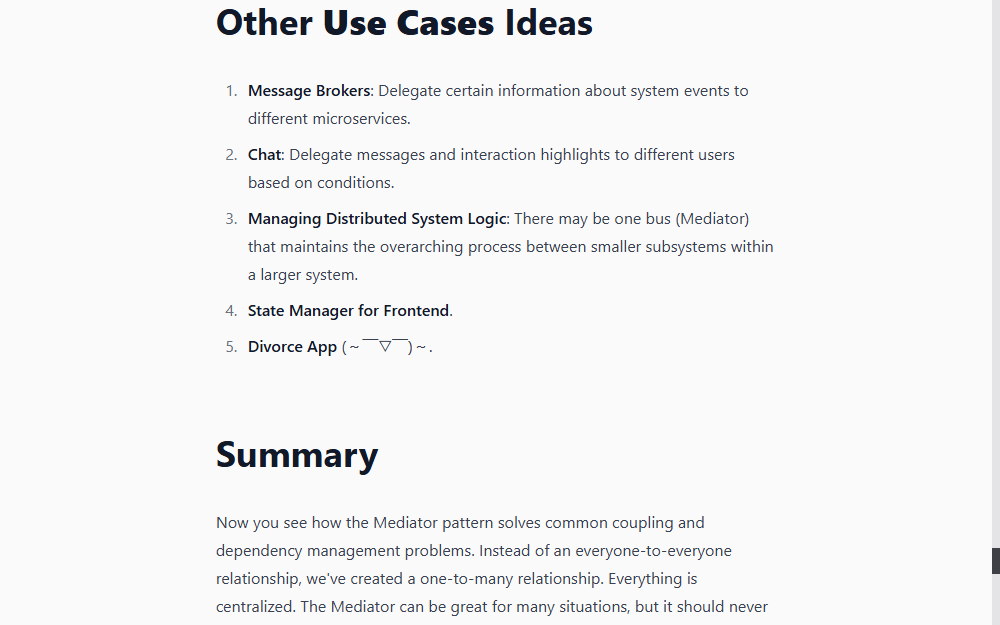 Other Use Cases Ideas
1. Message Brokers: Delegate certain information about system events to
different microservices.
2. Chat: Delegate messages and interaction highlights to different users
based on conditions.
3. Managing Distributed System Logic: There may be one bus (Mediator)
that maintains the overarching process between smaller subsystems within
a larger system.
4. State Manager for Frontend.
5. Divorce App (～￣▽￣)～.
Summary
Now you see how the Mediator pattern solves common coupling and
dependency management problems. Instead of an everyone-to-everyone
relationship, we've created a one-to-many relationship. Everything is
centralized. The Mediator can be great for many situations, but it should never